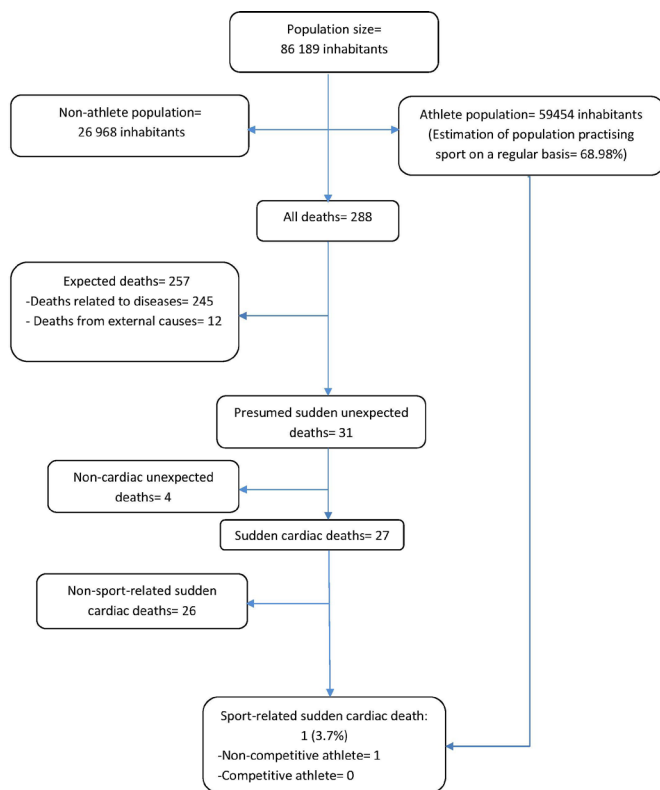 Population size=
86 189 inhabitants
Non-athlete population=
26 968 inhabitants
Athlete population= 59454 inhabitants
(Estimation of population practising
sport on a regular basis= 68.98%)
All deaths= 288
Expected deaths= 257
-Deaths related to diseases= 245
- Deaths from external causes= 12
Presumed sudden unexpected
deaths= 31
Non-cardiac unexpected
deaths= 4
Sudden cardiac deaths= 27
Non-sport-related sudden
cardiac deaths= 26
Sport-related sudden cardiac death:
1 (3.7%)
-Non-competitive athlete= 1
-Competitive athlete= 0